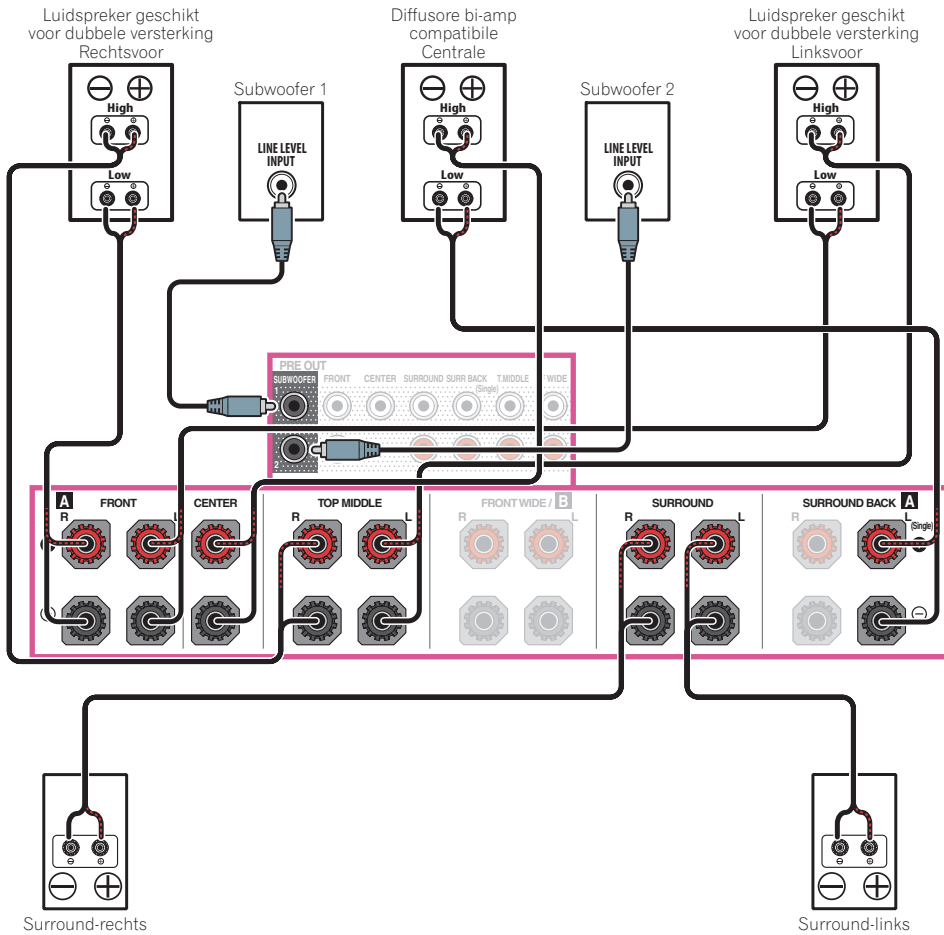 Luidspreker geschikt
voor dubbele versterking
Rechtsvoor
Diffusore bi-amp
compatibile
Centrale
Luidspreker geschikt
voor dubbele versterking
Linksvoor
High
Low
Subwoofer 1
LINE LEVEL
INPUT
High
Low
Subwoofer 2
LINE LEVEL
INPUT
High
Low
PRE OUT
SUBWOOFER FRONT CENTER SURROUND SURR BACK T.MIDDLE WIDE
(Single)
1
2
A FRONT CENTER TOP MIDDLE FRONT WIDE / B SURROUND SURROUND BACK A
R L R L R L R L R L
(Single)
Surround-rechts
Surround-links